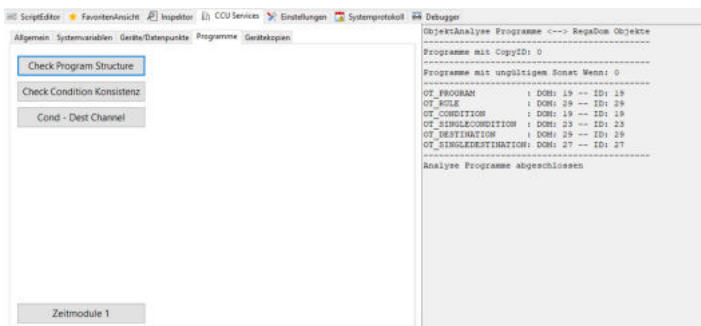 ScriptEditor FavoritenAnsicht Inspektor CCU Services Einstellungen Systemprotokoll Debugger
Allgemein Systemvariablen Geräte/Datenpunkte Programme Gerätekopien
Check Program Structure
Check Condition Konsistenz
Cond - Dest Channel
Zeitmodule 1
ObjektAnalyse Programme <--> RegaDom Objekte
------------------------------------------------
Programme mit CopyID: 0
------------------------------------------------
Programme mit ungültigem Sonst Wenn: 0
------------------------------------------------
OT_PROGRAM : DOM: 19 -- ID: 19
OT_RULE : DOM: 29 -- ID: 29
OT_CONDITION : DOM: 19 -- ID: 19
OT_SINGLECONDITION : DOM: 23 -- ID: 23
OT_DESTINATION : DOM: 29 -- ID: 29
OT_SINGLEDESTINATION: DOM: 27 -- ID: 27
------------------------------------------------
Analyse Programme abgeschlossen